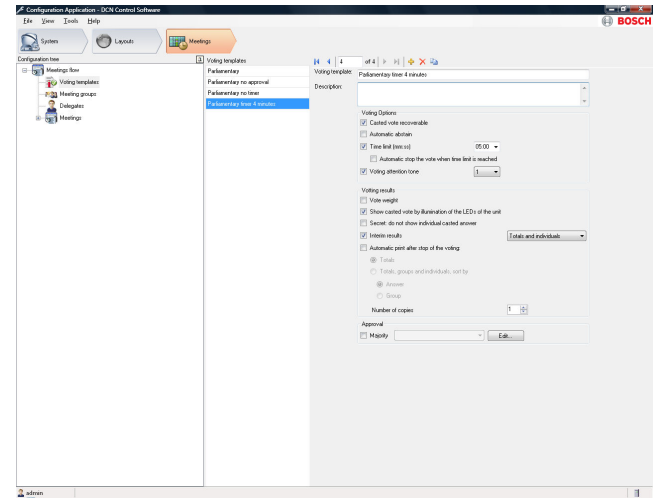 Configuration Application - DCN Control Software
File View Tools Help
BOSCH
System
Layouts
Meetings
Configuration tree
Meetings flow
Voting templates
Meeting groups
Delegates
Meetings
Voting templates
Parliamentary
Parliamentary no approval
Parliamentary no timer
Parliamentary timer 4 minutes
4 of 4
Voting template: Parliamentary timer 4 minutes
Description:
Voting Options
Casted vote recoverable
Automatic abstain
Time limit (mm:ss) 05:00
Automatic stop the vote when time limit is reached
Voting attention tone 1
Votting results
Vote weight
Show casted vote by illumination of the LEDs of the unit
Secret: do not show individual casted answer
Interim results Totals and individuals
Automatic print after stop of the voting:
Totals
Totals, groups and individuals, sort by
Answer
Group
Number of copies 1
Approval
Majority Edit...
admin